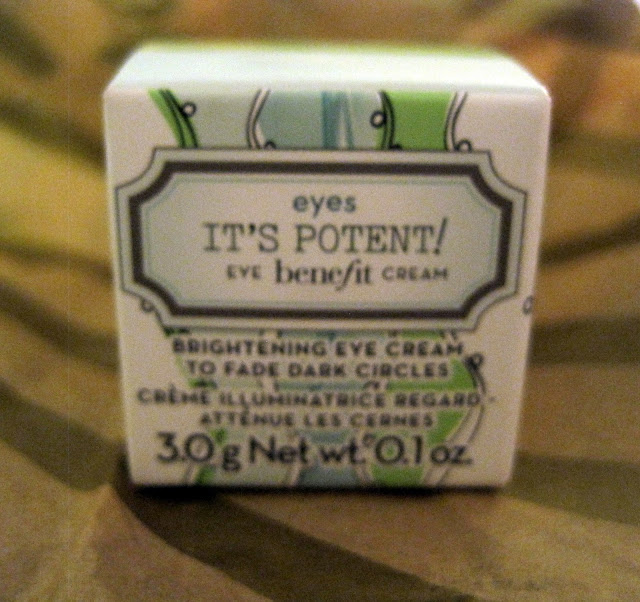 eyes
IT'S POTENT!
EYE benefit CREAM
BRIGHTENING EYE CREAM
TO FADE DARK CIRCLES
CRÈME ILLUMINATRICE REGARD -
ATTÉNUE LES CERNES
3.0 g Net wt. 0.1 oz.